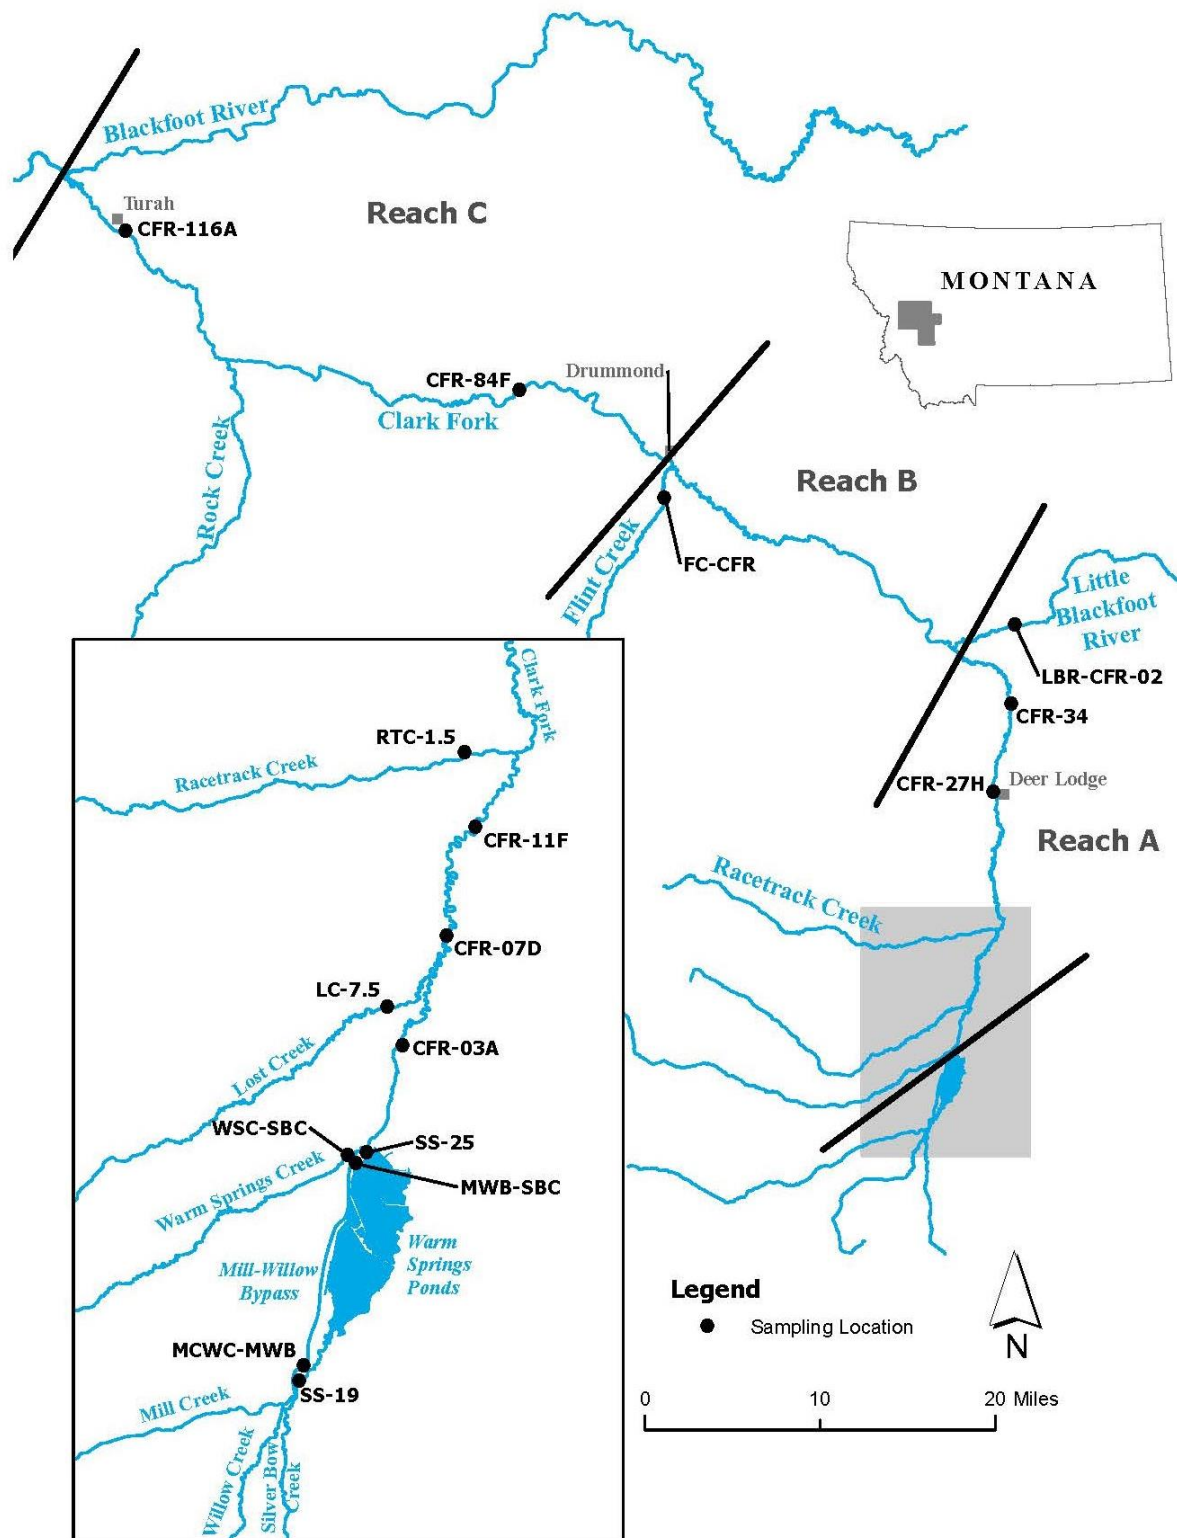 Blackfoot River
Turah
CFR-116A
Reach C
MONTANA
CFR-84F
Clark Fork
Drummond
Rock Creek
Reach B
Flint Creek
FC-CFR
Little
Blackfoot
River
LBR-CFR-02
CFR-34
CFR-27H
Deer Lodge
Reach A
Racetrack Creek
Clark Fork
RTC-1.5
Racetrack Creek
CFR-11F
CFR-07D
LC-7.5
CFR-03A
Lost Creek
WSC-SBC
SS-25
MWB-SBC
Warm Springs Creek
Mill-Willow
Bypass
Warm
Springs
Ponds
MCWC-MWB
SS-19
Mill Creek
Willow Creek
Silver Bow
Creek
Legend
Sampling Location
N
0 10 20 Miles